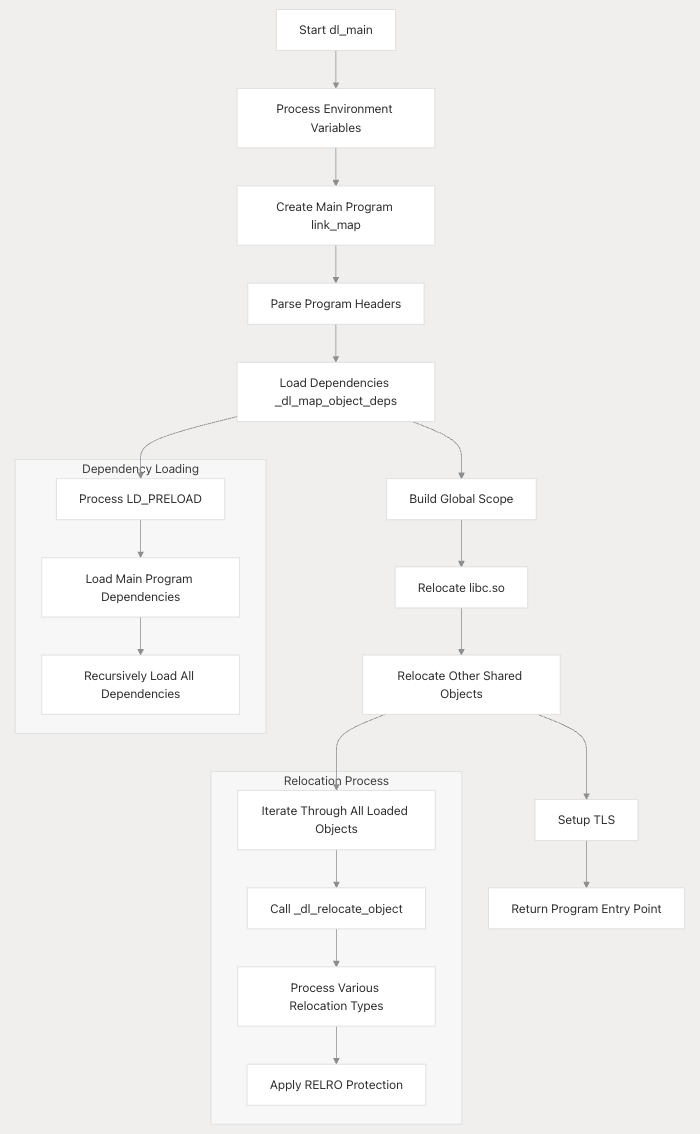 Start dl_main
Process Environment
Variables
Create Main Program
link_map
Parse Program Headers
Load Dependencies
_dl_map_object_deps
Dependency Loading
Process LD_PRELOAD
Load Main Program
Dependencies
Recursively Load All
Dependencies
Build Global Scope
Relocate libc.so
Relocate Other Shared
Objects
Relocation Process
Iterate Through All Loaded
Objects
Call _dl_relocate_object
Process Various
Relocation Types
Apply RELRO Protection
Setup TLS
Return Program Entry Point